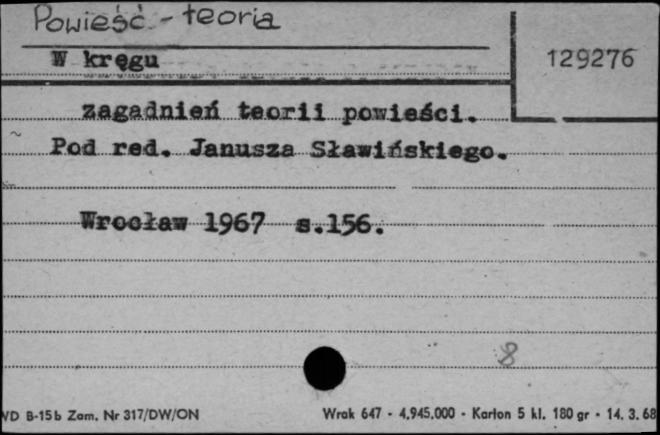 Powieść - teoria
W kręgu
129276
zagadnień teorii powieści.
Pod red. Janusza Sławińskiego.
Wrocław 1967 s.156.
8
WD B-15b Zam. Nr 317/DW/ON
Wrak 647 - 4.945.000 - Karton 5 kl. 180 gr - 14. 3. 68